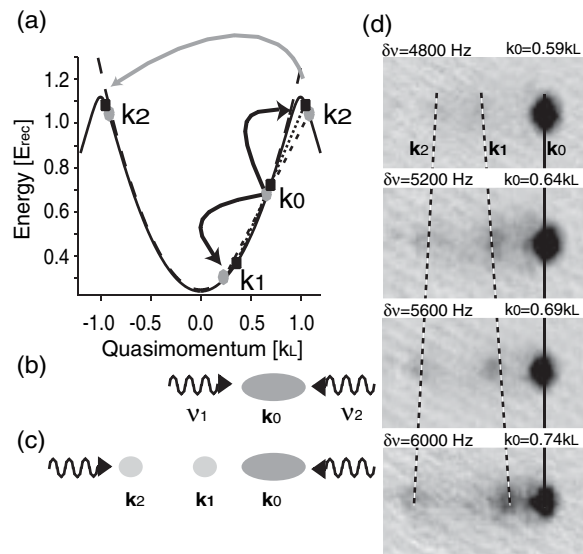 (a)
Energy [Erec]
1.2
1.0
0.8
0.6
0.4
k2
k2
k0
k1
-1.0 -0.5 0.0 0.5 1.0
Quasimomentum [kL]
(b)
ν1 k0 ν2
(c)
k2 k1 k0
(d)
δν=4800 Hz k0=0.59kL
k2 k1 k0
δν=5200 Hz k0=0.64kL
δν=5600 Hz k0=0.69kL
δν=6000 Hz k0=0.74kL